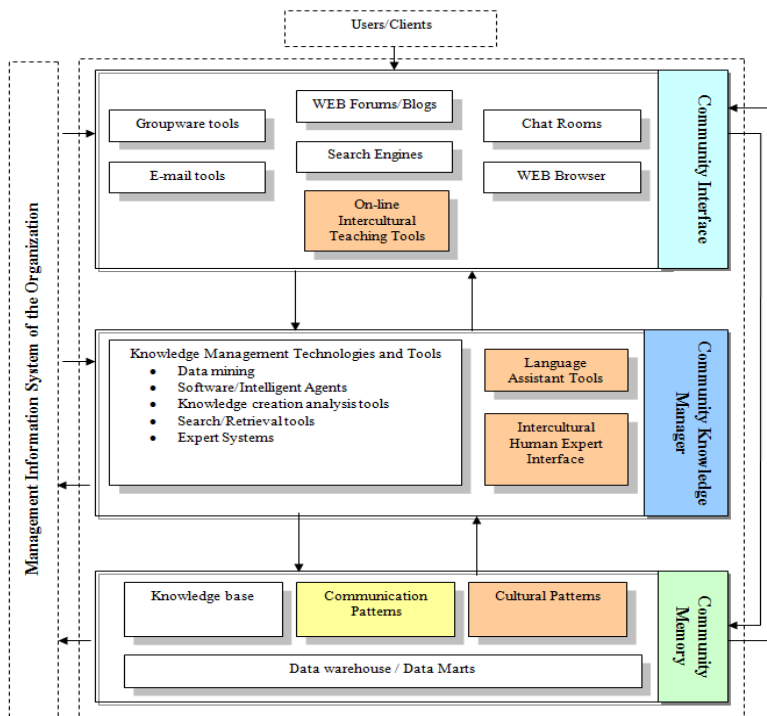 Users/Clients
Management Information System of the Organization
WEB Forums/Blogs
Groupware tools
Chat Rooms
Search Engines
E-mail tools
WEB Browser
On-line
Intercultural
Teaching Tools
Community Interface
Knowledge Management Technologies and Tools
• Data mining
• Software/Intelligent Agents
• Knowledge creation analysis tools
• Search/Retrieval tools
• Expert Systems
Language
Assistant Tools
Intercultural
Human Expert
Interface
Community Knowledge
Manager
Knowledge base
Communication
Patterns
Cultural Patterns
Data warehouse / Data Marts
Community
Memory